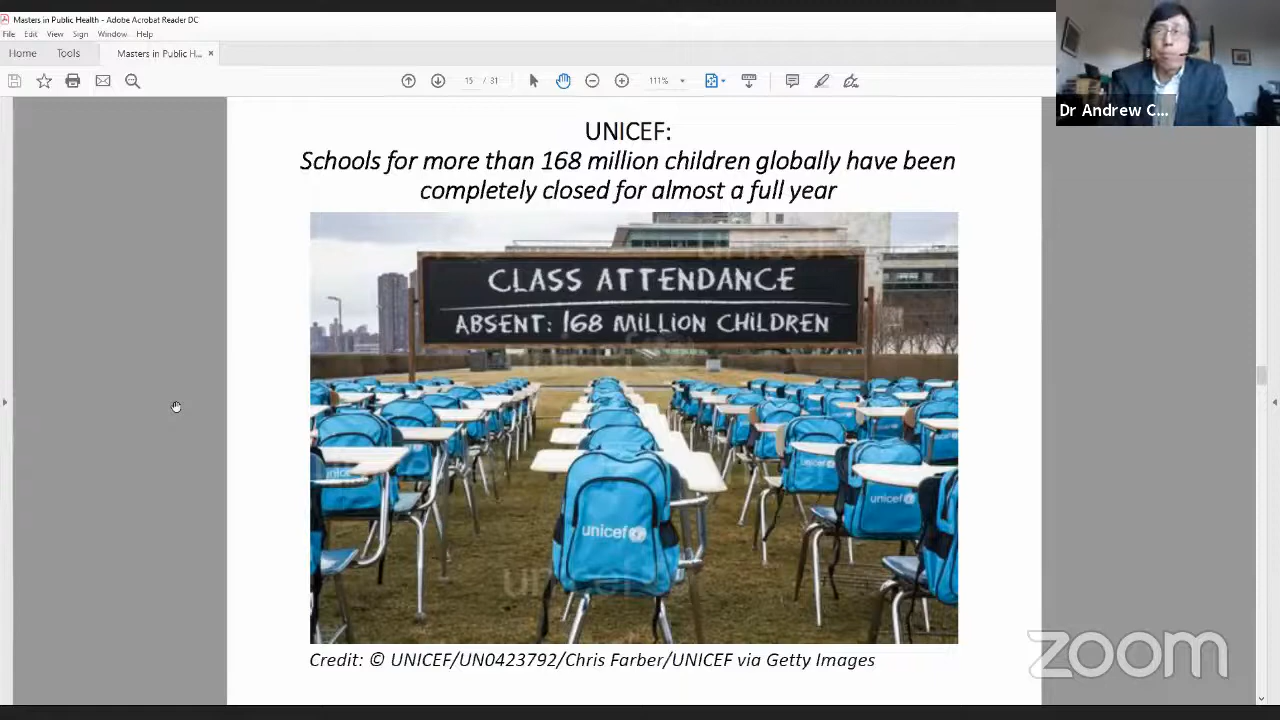 Masters in Public Health - Adobe Acrobat Reader DC
File Edit View Sign Window Help
Home Tools Masters in Public H... ×
15 / 31 111%
Dr Andrew C...
UNICEF:
Schools for more than 168 million children globally have been
completely closed for almost a full year
CLASS ATTENDANCE
ABSENT: 168 MILLION CHILDREN
unicef
unicef
unicef
unicef
Credit: © UNICEF/UN0423792/Chris Farber/UNICEF via Getty Images
zoom